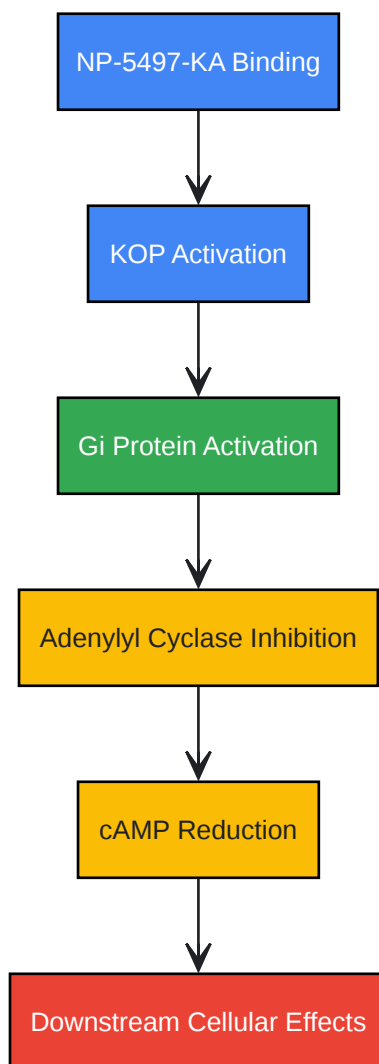 NP-5497-KA Binding
KOP Activation
Gi Protein Activation
Adenylyl Cyclase Inhibition
cAMP Reduction
Downstream Cellular Effects